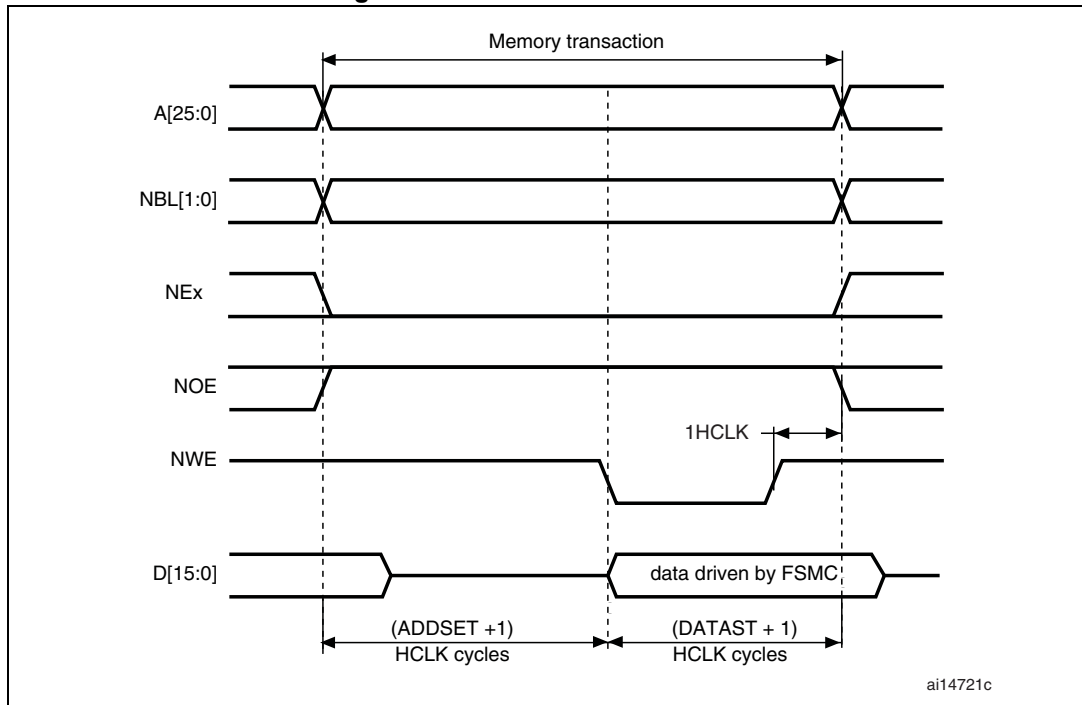 g
Memory transaction
A[25:0]
NBL[1:0]
NEx
NOE
1HCLK
NWE
D[15:0]
data driven by FSMC
(ADDSET +1)
HCLK cycles
(DATAST + 1)
HCLK cycles
ai14721c